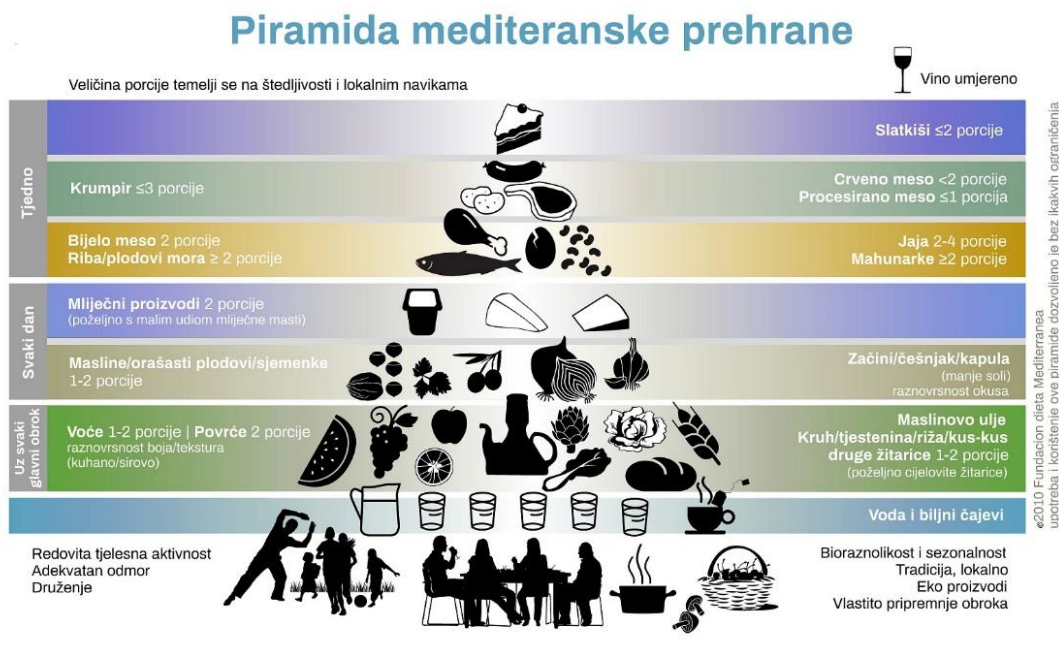 Piramida mediteranske prehrane
Veličina porcije temelji se na štedljivosti i lokalnim navikama
Vino umjereno
Tjedno
Slatkiši ≤2 porcije
Krumpir ≤3 porcije
Crveno meso <2 porcije
Procesirano meso ≤1 porcija
Bijelo meso 2 porcije
Riba/plodovi mora ≥ 2 porcije
Jaja 2-4 porcije
Mahunarke ≥2 porcije
Svaki dan
Mliječni proizvodi 2 porcije
(poželjno s malim udiom mliječne masti)
Masline/orašasti plodovi/sjemenke
1-2 porcije
Začini/češnjak/kapula
(manje soli)
raznovrsnost okusa
Uz svaki
glavni obrok
Voće 1-2 porcije | Povrće 2 porcije
raznovrsnost boja/tekstura
(kuhano/sirovo)
Maslinovo ulje
Kruh/tjestenina/riža/kus-kus
druge žitarice 1-2 porcije
(poželjno cijelovite žitarice)
Voda i biljni čajevi
Redovita tjelesna aktivnost
Adekvatan odmor
Druženje
Bioraznolikost i sezonalnost
Tradicija, lokalno
Eko proizvodi
Vlastito pripremnje obroka
©2010 Fundacion dieta Mediterranea
upotreba i korištenje ove piramide dozvoljeno je bez ikakvih ograničenja